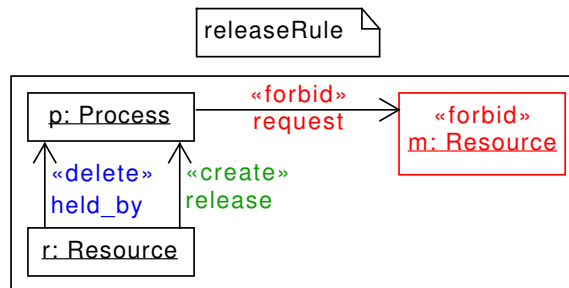 releaseRule
«forbid»
p: Process
request
«forbid»
m: Resource
«delete»
held_by
«create»
release
r: Resource